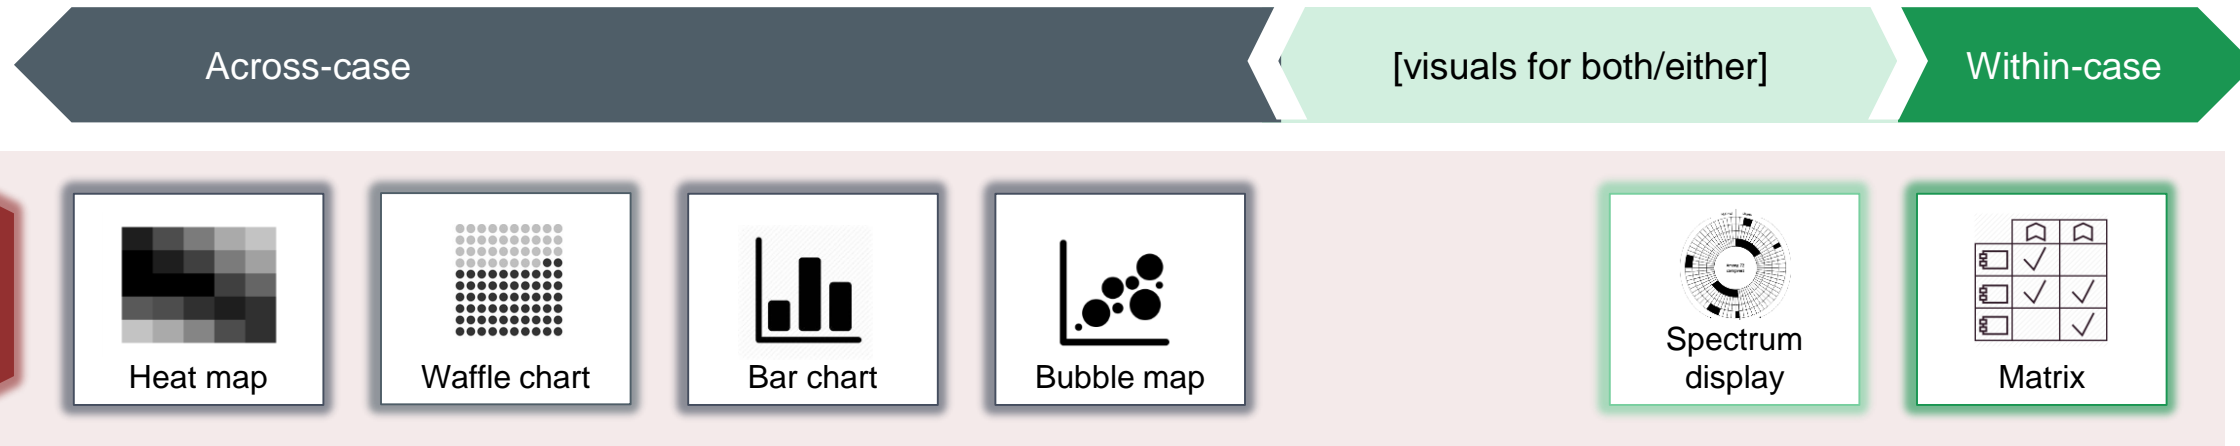 Across-case
[visuals for both/either]
Within-case
Heat map
Waffle chart
Bar chart
Bubble map
Spectrum
display
Matrix